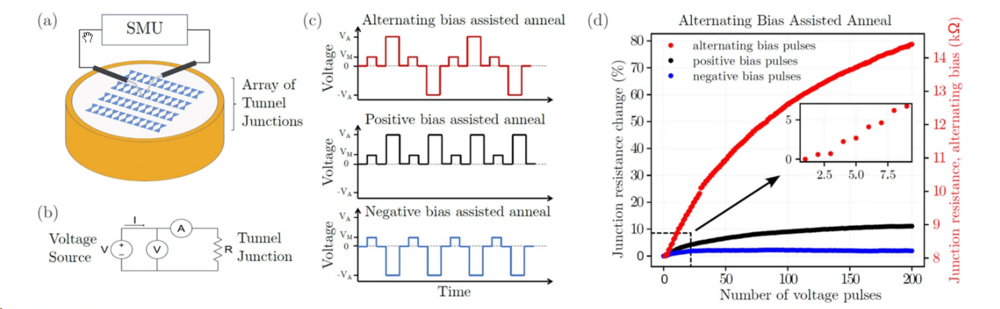 (a)
SMU
Array of
Tunnel
Junctions
(b)
Voltage
Source
I
A
V
+
−
V
R
Tunnel
Junction
(c)
Alternating bias assisted anneal
Voltage
V_A
V_M
0
-V_A
Positive bias assisted anneal
Voltage
V_A
V_M
0
-V_A
Negative bias assisted anneal
Voltage
V_A
V_M
0
-V_A
Time
(d)
Alternating Bias Assisted Anneal
Junction resistance change (%)
80
70
60
50
40
30
20
10
0
alternating bias pulses
positive bias pulses
negative bias pulses
5
0
2.5 5.0 7.5
14
13
12
11
10
9
8
Junction resistance, alternating bias (kΩ)
0 50 100 150 200
Number of voltage pulses